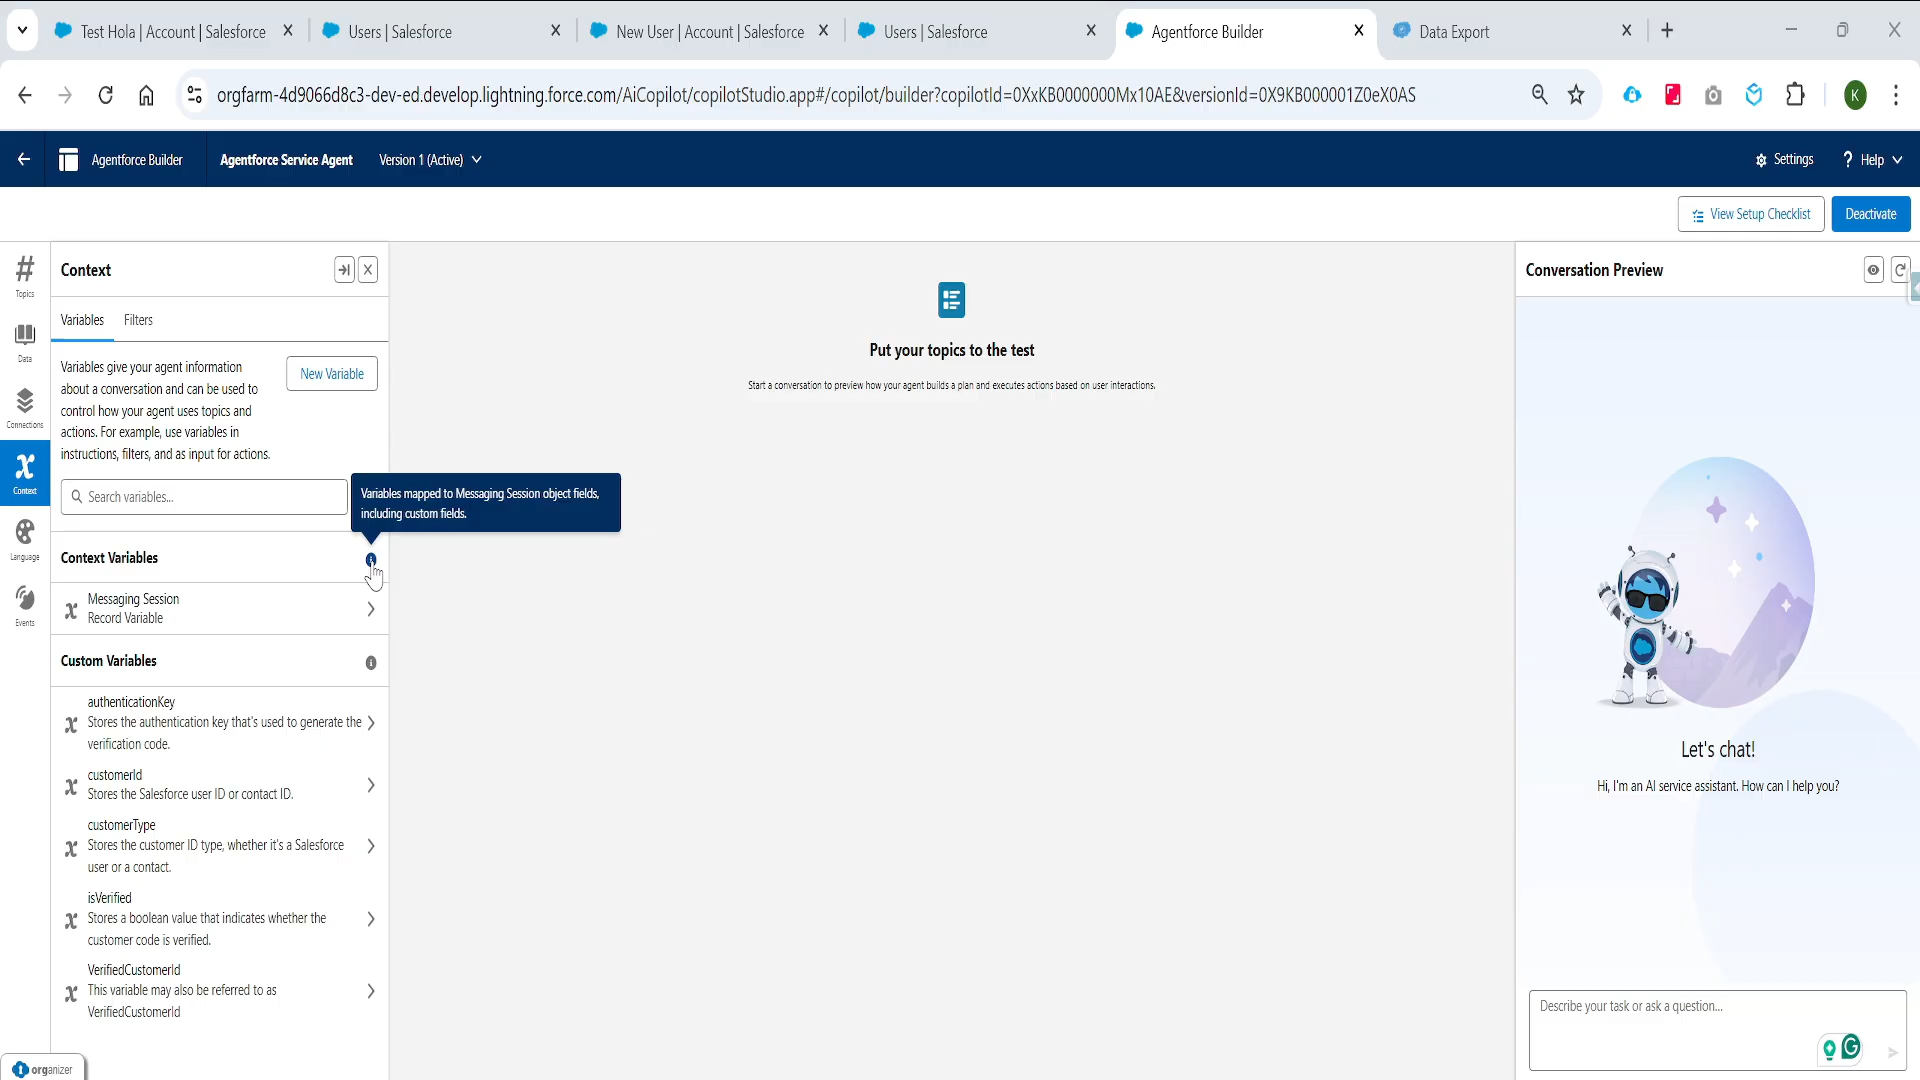 Test Hola | Account | Salesforce
Users | Salesforce
New User | Account | Salesforce
Users | Salesforce
Agentforce Builder
Data Export
orgfarm-4d9066d8c3-dev-ed.develop.lightning.force.com/AiCopilot/copilotStudio.app#/copilot/builder?copilotId=0XxKB0000000Mx10AE&versionId=0X9KB000001Z0eX0AS
K
Agentforce Builder
Agentforce Service Agent
Version 1 (Active)
Settings
Help
View Setup Checklist
Deactivate
Topics
Data
Connections
Context
Language
Events
Context
Variables
Filters
Variables give your agent information
about a conversation and can be used to
control how your agent uses topics and
actions. For example, use variables in
instructions, filters, and as input for actions.
New Variable
Search variables...
Variables mapped to Messaging Session object fields,
including custom fields.
Context Variables
Messaging Session
Record Variable
Custom Variables
authenticationKey
Stores the authentication key that's used to generate the
verification code.
customerId
Stores the Salesforce user ID or contact ID.
customerType
Stores the customer ID type, whether it's a Salesforce
user or a contact.
isVerified
Stores a boolean value that indicates whether the
customer code is verified.
VerifiedCustomerId
This variable may also be referred to as
VerifiedCustomerId
organizer
Put your topics to the test
Start a conversation to preview how your agent builds a plan and executes actions based on user interactions.
Conversation Preview
Let's chat!
Hi, I'm an AI service assistant. How can I help you?
Describe your task or ask a question...